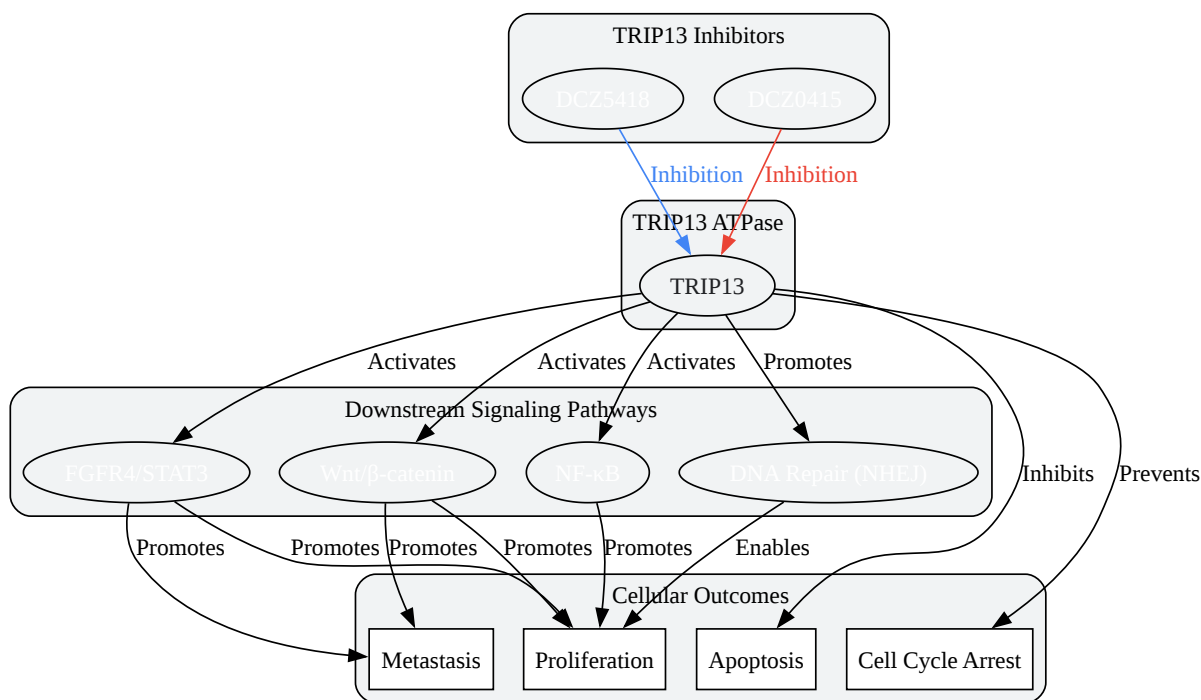 TRIP13 Inhibitors
DCZ5418 DCZ0415
Inhibition Inhibition
TRIP13 ATPase
TRIP13
Activates Activates Activates Promotes
Downstream Signaling Pathways
FGFR4/STAT3 Wnt/β-catenin NF-κB DNA Repair (NHEJ) Inhibits Prevents
Promotes Promotes Promotes Promotes Promotes Enables
Cellular Outcomes
Metastasis Proliferation Apoptosis Cell Cycle Arrest